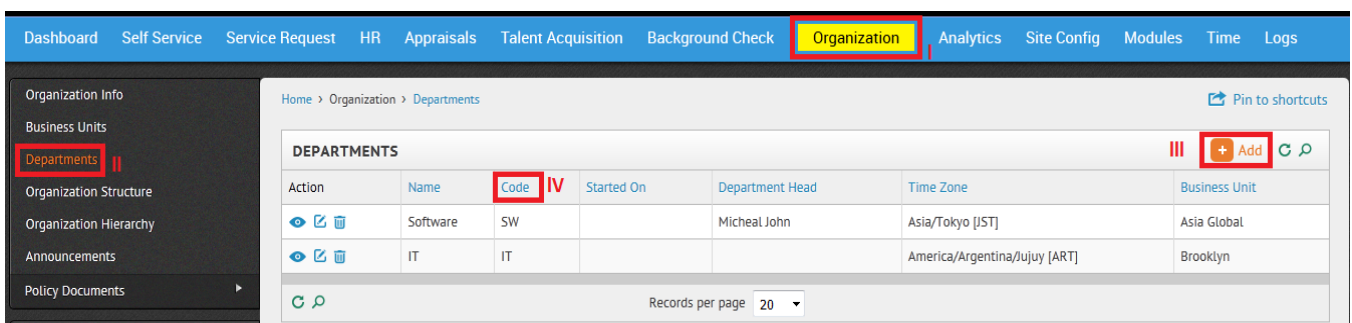 Dashboard Self Service Service Request HR Appraisals Talent Acquisition Background Check Organization I Analytics Site Config Modules Time Logs
Organization Info
Business Units
Departments II
Organization Structure
Organization Hierarchy
Announcements
Policy Documents
Home > Organization > Departments Pin to shortcuts
DEPARTMENTS III + Add
Action Name Code IV Started On Department Head Time Zone Business Unit
Software SW Micheal John Asia/Tokyo [JST] Asia Global
IT IT America/Argentina/Jujuy [ART] Brooklyn
Records per page 20